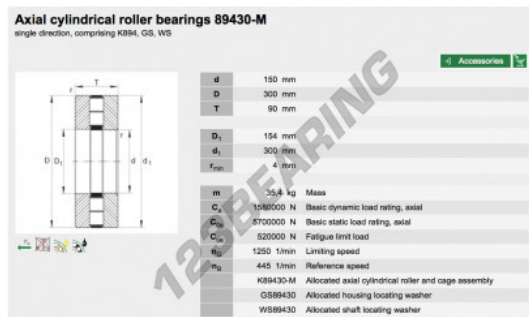 Axial cylindrical roller bearings 89430-M
single direction, comprising K894, GS, WS
Accessories
T
r
r
D D₁ d d₁
d 150 mm
D 300 mm
T 90 mm
D₁ 154 mm
d₁ 300 mm
rmin 4 mm
m 35,4 kg Mass
Ca 1580000 N Basic dynamic load rating, axial
C0a 5700000 N Basic static load rating, axial
Cua 520000 N Fatigue limit load
nG 1250 1/min Limiting speed
nB 445 1/min Reference speed
K89430-M Allocated axial cylindrical roller and cage assembly
GS89430 Allocated housing locating washer
WS89430 Allocated shaft locating washer
123BEARING